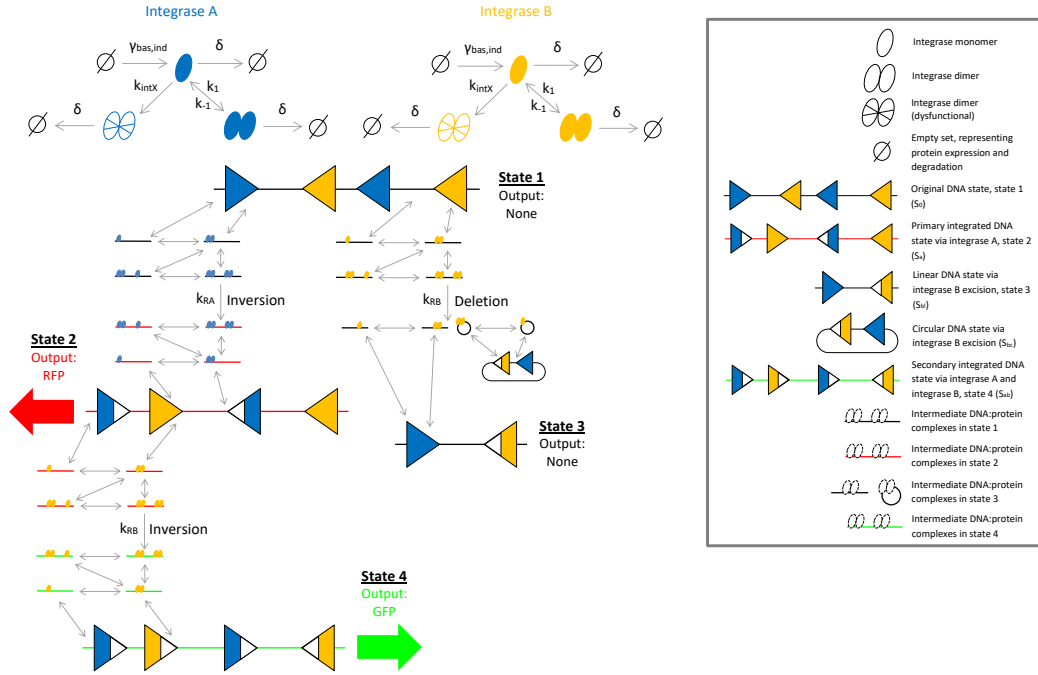 Integrase A
Integrase B
γbas,ind
δ
kintX
k1
k-1
δ
δ
γbas,ind
δ
kintX
k1
k-1
δ
δ
State 1
Output:
None
kRA Inversion
kRB Deletion
State 2
Output:
RFP
State 3
Output:
None
kRB Inversion
State 4
Output:
GFP
Integrase monomer
Integrase dimer
Integrase dimer
(dysfunctional)
Empty set, representing
protein expression and
degradation
Original DNA state, state 1
(S0)
Primary integrated DNA
state via integrase A, state 2
(Sa)
Linear DNA state via
integrase B excision, state 3
(Sbl)
Circular DNA state via
integrase B excision (Sbc)
Secondary integrated DNA
state via integrase A and
integrase B, state 4 (Sab)
Intermediate DNA:protein
complexes in state 1
Intermediate DNA:protein
complexes in state 2
Intermediate DNA:protein
complexes in state 3
Intermediate DNA:protein
complexes in state 4